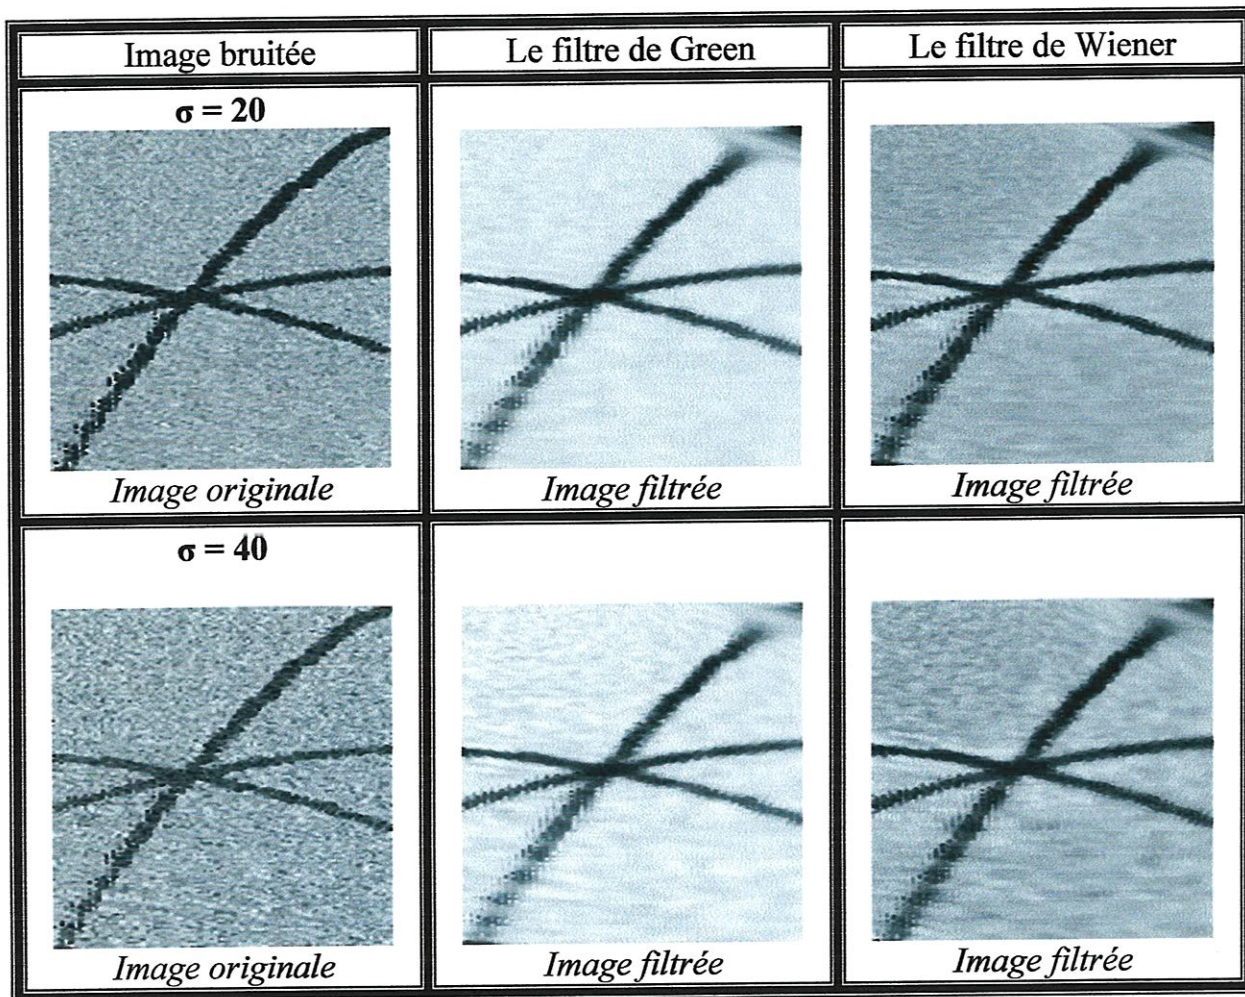 Image bruitée
Le filtre de Green
Le filtre de Wiener
σ = 20
Image originale
Image filtrée
Image filtrée
σ = 40
Image originale
Image filtrée
Image filtrée